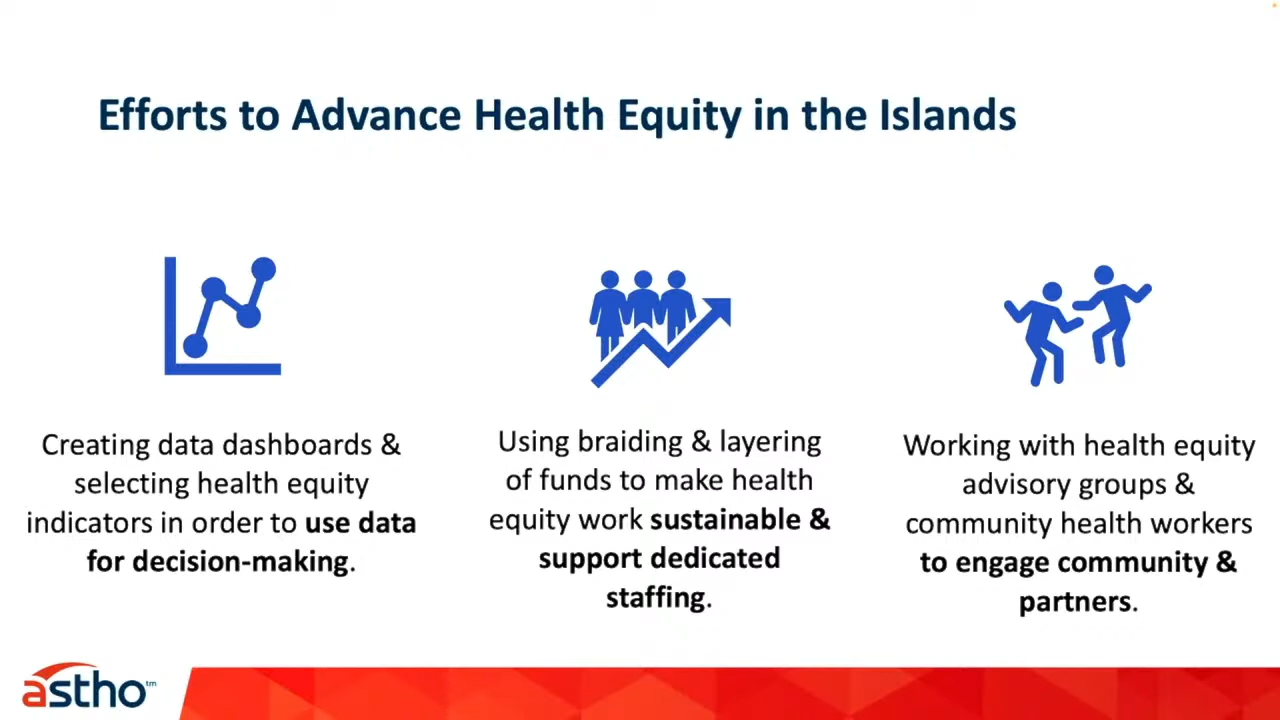 Efforts to Advance Health Equity in the Islands
Creating data dashboards &
selecting health equity
indicators in order to use data
for decision-making.
Using braiding & layering
of funds to make health
equity work sustainable &
support dedicated
staffing.
Working with health equity
advisory groups &
community health workers
to engage community &
partners.
astho™